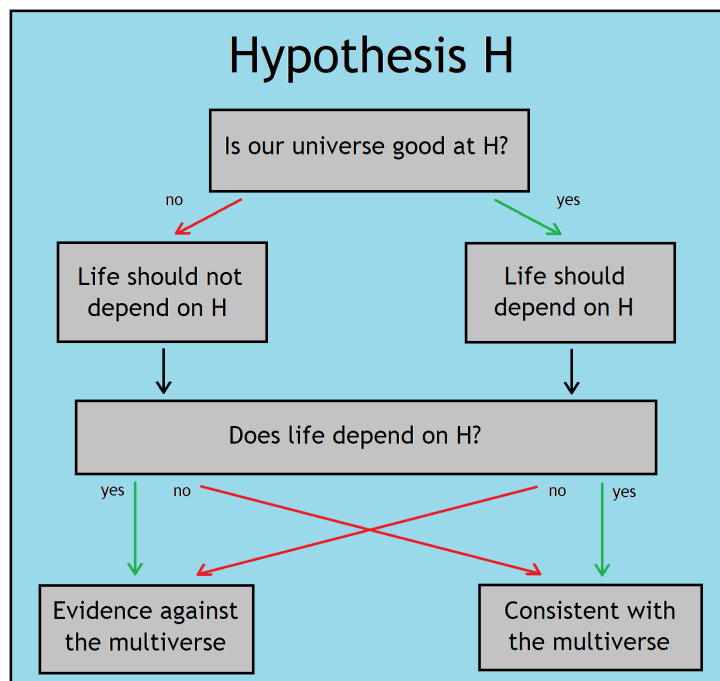 Hypothesis H
Is our universe good at H?
no
yes
Life should not
depend on H
Life should
depend on H
Does life depend on H?
yes
no
no
yes
Evidence against
the multiverse
Consistent with
the multiverse